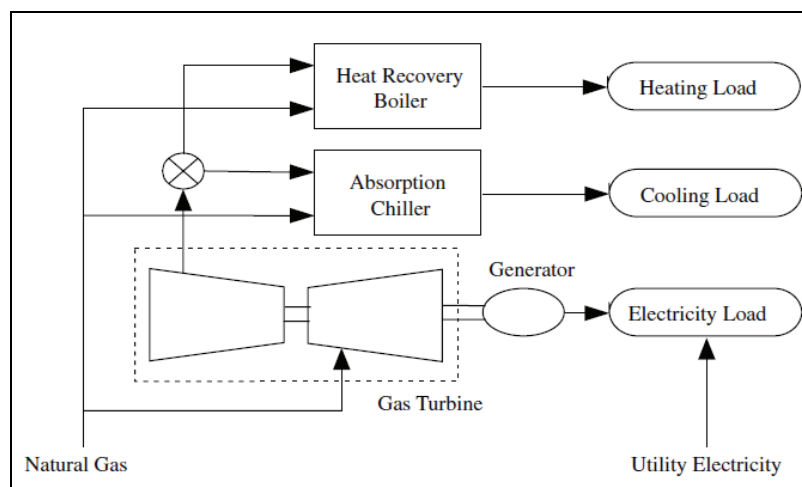 Heat Recovery
Boiler
Heating Load
Absorption
Chiller
Cooling Load
Generator
Electricity Load
Gas Turbine
Natural Gas
Utility Electricity